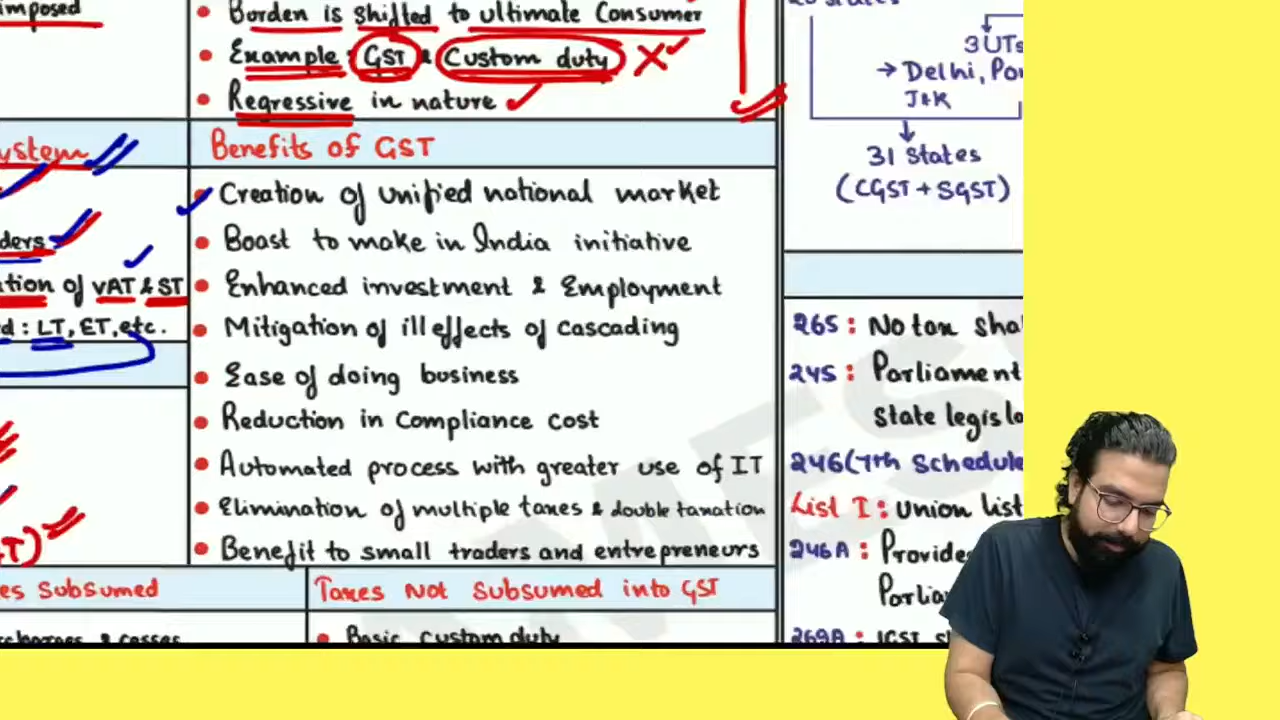 imposed
Burden is shifted to ultimate Consumer
Example : GST & Custom duty X
Regressive in nature
system
Benefits of GST
Creation of unified national market
Boast to make in India initiative
Enhanced investment & Employment
Mitigation of ill effects of cascading
Ease of doing business
Reduction in Compliance cost
Automated process with greater use of IT
Elimination of multiple taxes & double taxation
Benefit to small traders and entrepreneurs
ders
ation of VAT & ST
d : LT, ET, etc.
T)
es Subsumed
Taxes Not Subsumed into GST
charges & cesses
Basic custom duty
3 UTs
→ Delhi, Po
J&K
31 States
(CGST + SGST)
265 : No tax sha
245 : Parliament
State legisla
246 (7th Schedule
List I : Union list
246A : Provide
Parlia
269A : IGST